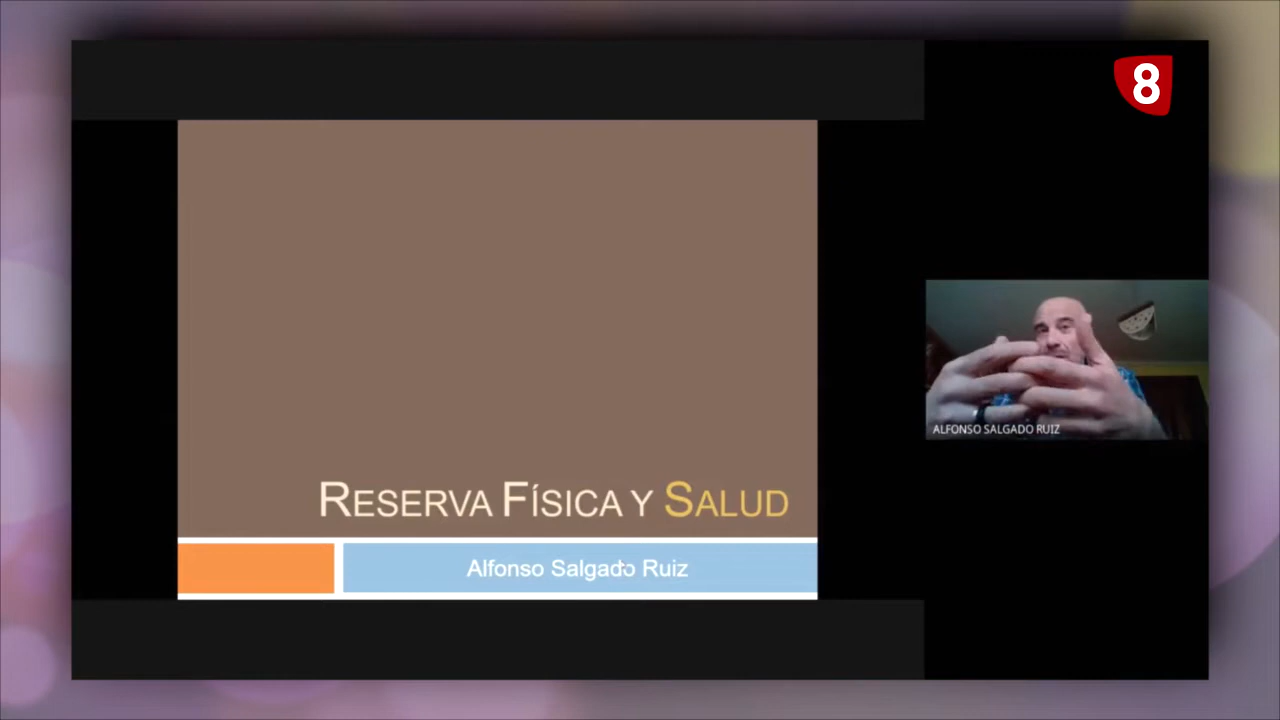 8
RESERVA FÍSICA Y SALUD
Alfonso Salgado Ruiz
ALFONSO SALGADO RUIZ